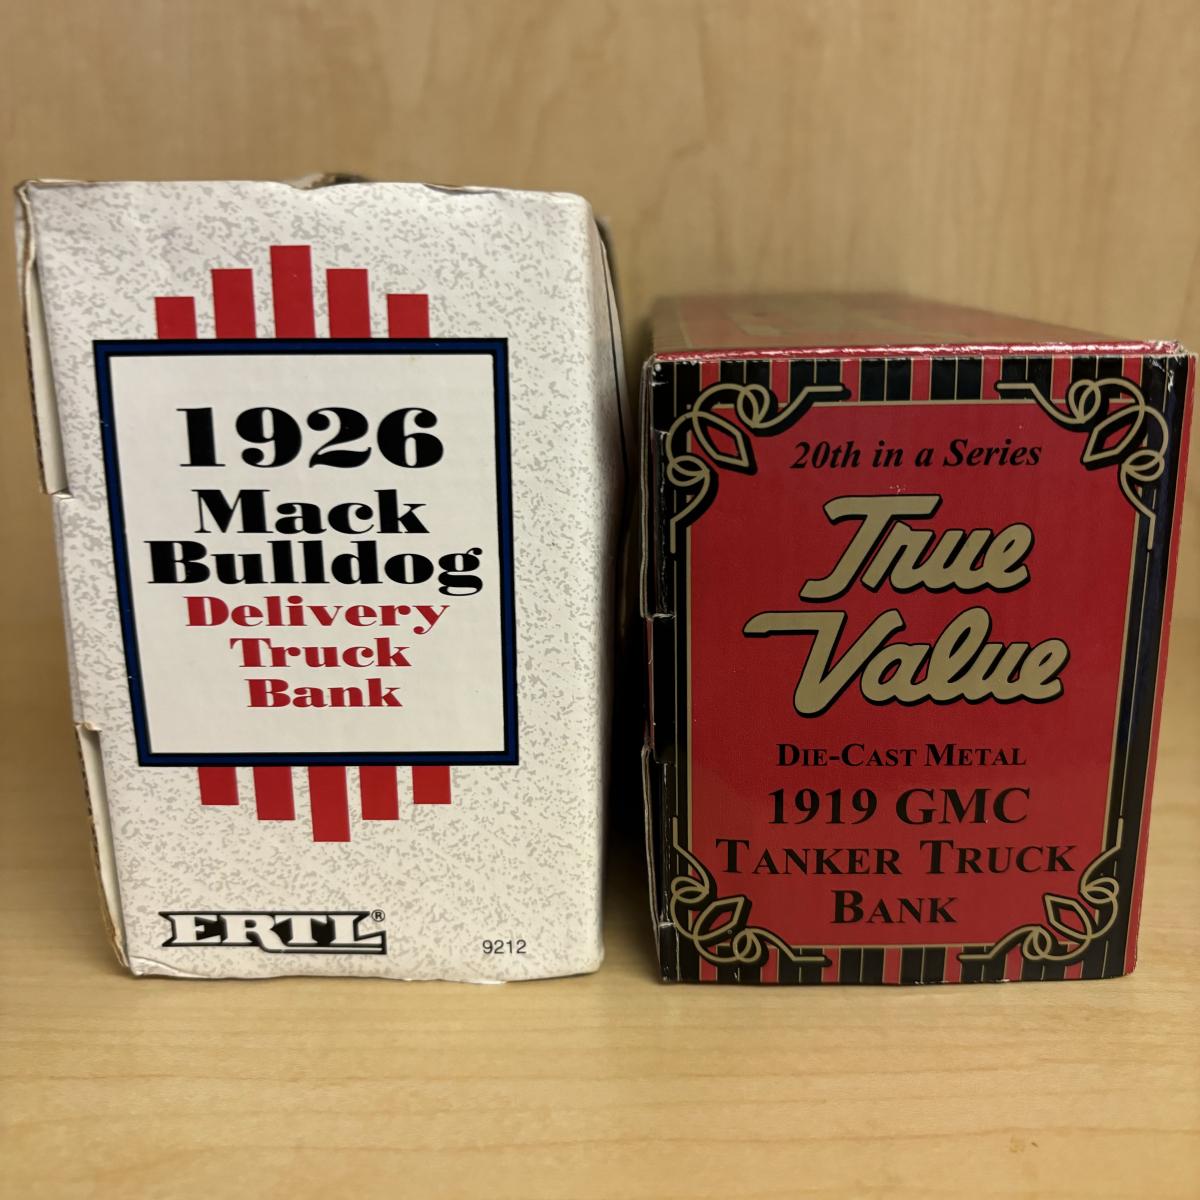 1926
Mack
Bulldog
Delivery
Truck
Bank
ERTL®
9212
20th in a Series
True
Value
DIE-CAST METAL
1919 GMC
TANKER TRUCK
BANK